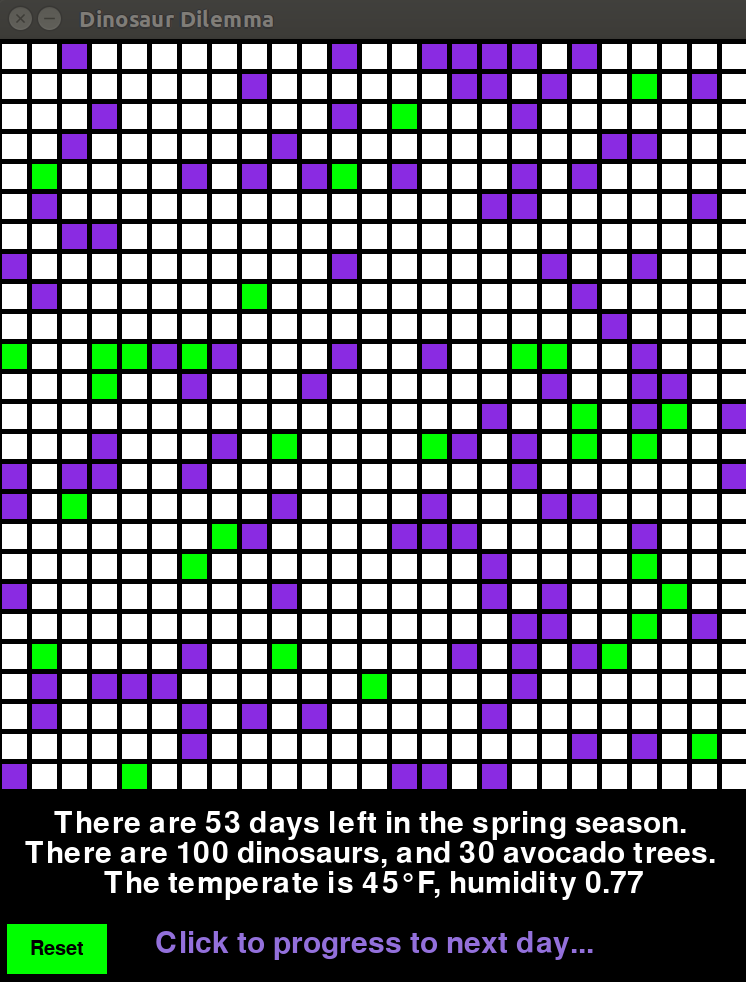 Dinosaur Dilemma
There are 53 days left in the spring season.
There are 100 dinosaurs, and 30 avocado trees.
The temperate is 45°F, humidity 0.77
Reset
Click to progress to next day...